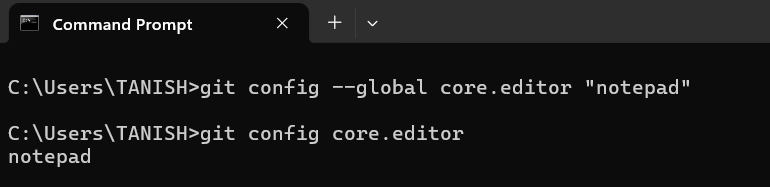 Command Prompt
C:\Users\TANISH>git config --global core.editor "notepad"
C:\Users\TANISH>git config core.editor
notepad